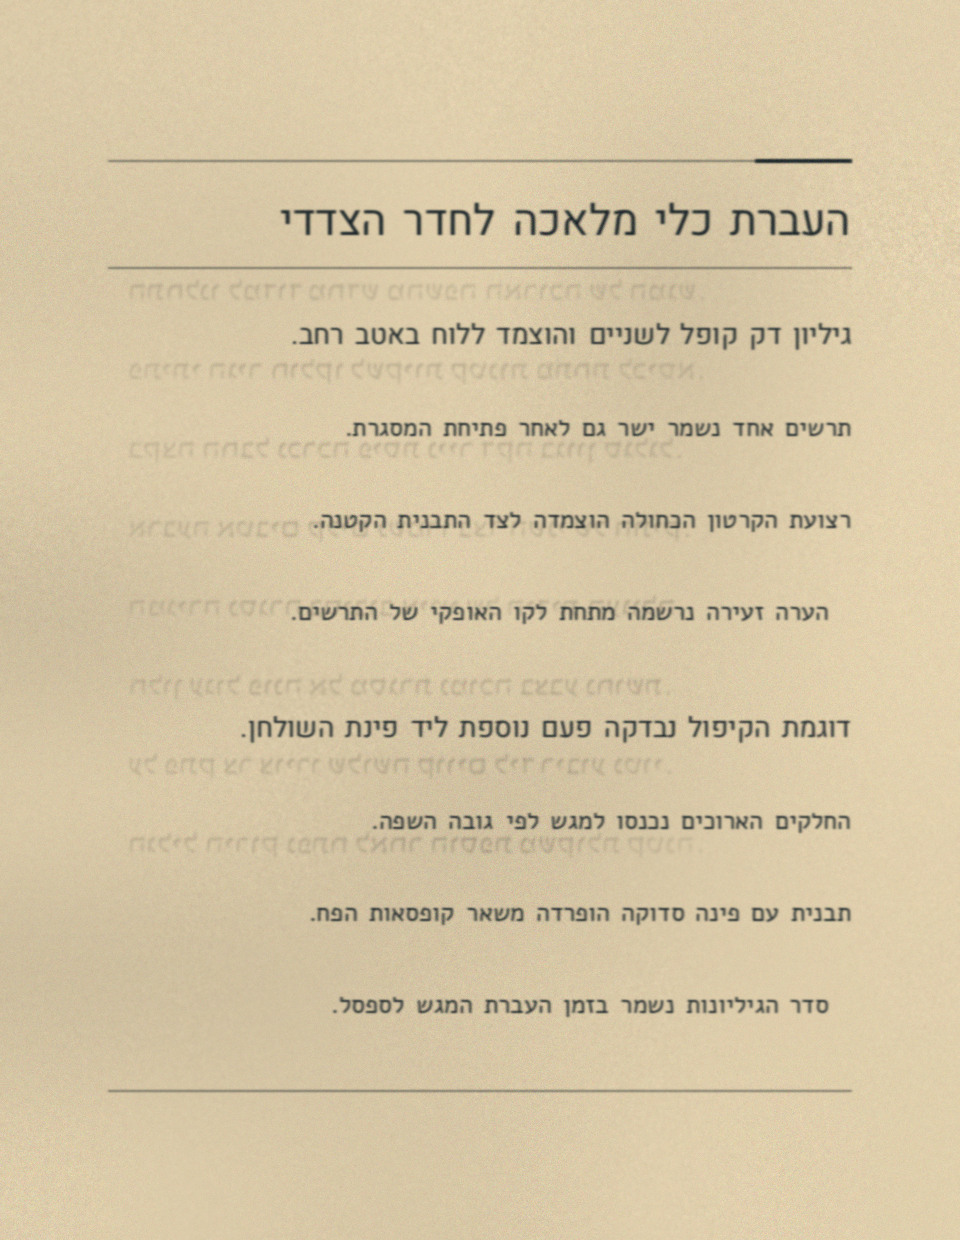 העברת כלי מלאכה לחדר הצדדי
גיליון דק קופל לשניים והוצמד ללוח באטב רחב.
תרשים אחד נשמר ישר גם לאחר פתיחת המסגרת.
רצועת הקרטון הכחולה הוצמדה לצד התבנית הקטנה.
הערה זעירה נרשמה מתחת לקו האופקי של התרשים.
דוגמת הקיפול נבדקה פעם נוספת ליד פינת השולחן.
החלקים הארוכים נכנסו למגש לפי גובה השפה.
תבנית עם פינה סדוקה הופרדה משאר קופסאות הפח.
סדר הגיליונות נשמר בזמן העברת המגש לספסל.